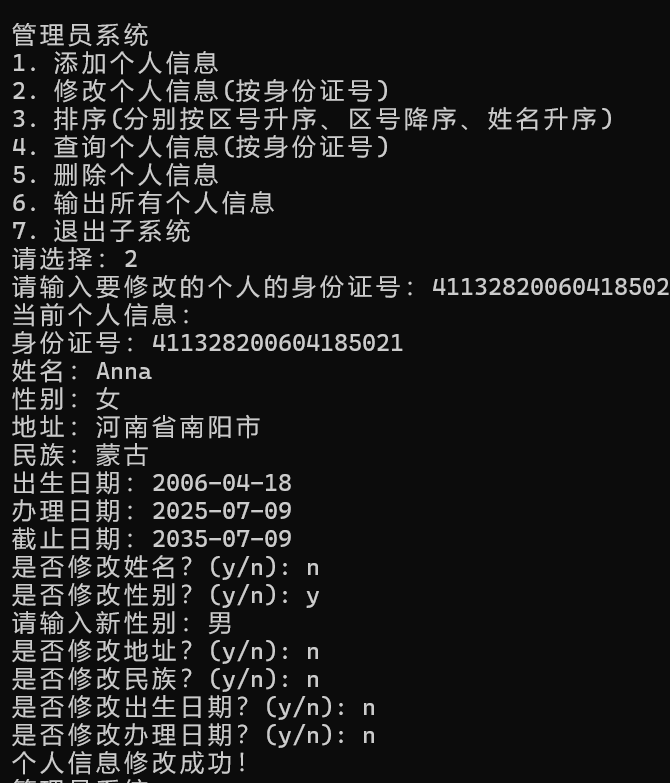 管理员系统
1. 添加个人信息
2. 修改个人信息(按身份证号)
3. 排序(分别按区号升序、区号降序、姓名升序)
4. 查询个人信息(按身份证号)
5. 删除个人信息
6. 输出所有个人信息
7. 退出子系统
请选择: 2
请输入要修改的个人的身份证号: 41132820060418502
当前个人信息:
身份证号: 411328200604185021
姓名: Anna
性别: 女
地址: 河南省南阳市
民族: 蒙古
出生日期: 2006-04-18
办理日期: 2025-07-09
截止日期: 2035-07-09
是否修改姓名? (y/n): n
是否修改性别? (y/n): y
请输入新性别: 男
是否修改地址? (y/n): n
是否修改民族? (y/n): n
是否修改出生日期? (y/n): n
是否修改办理日期? (y/n): n
个人信息修改成功!